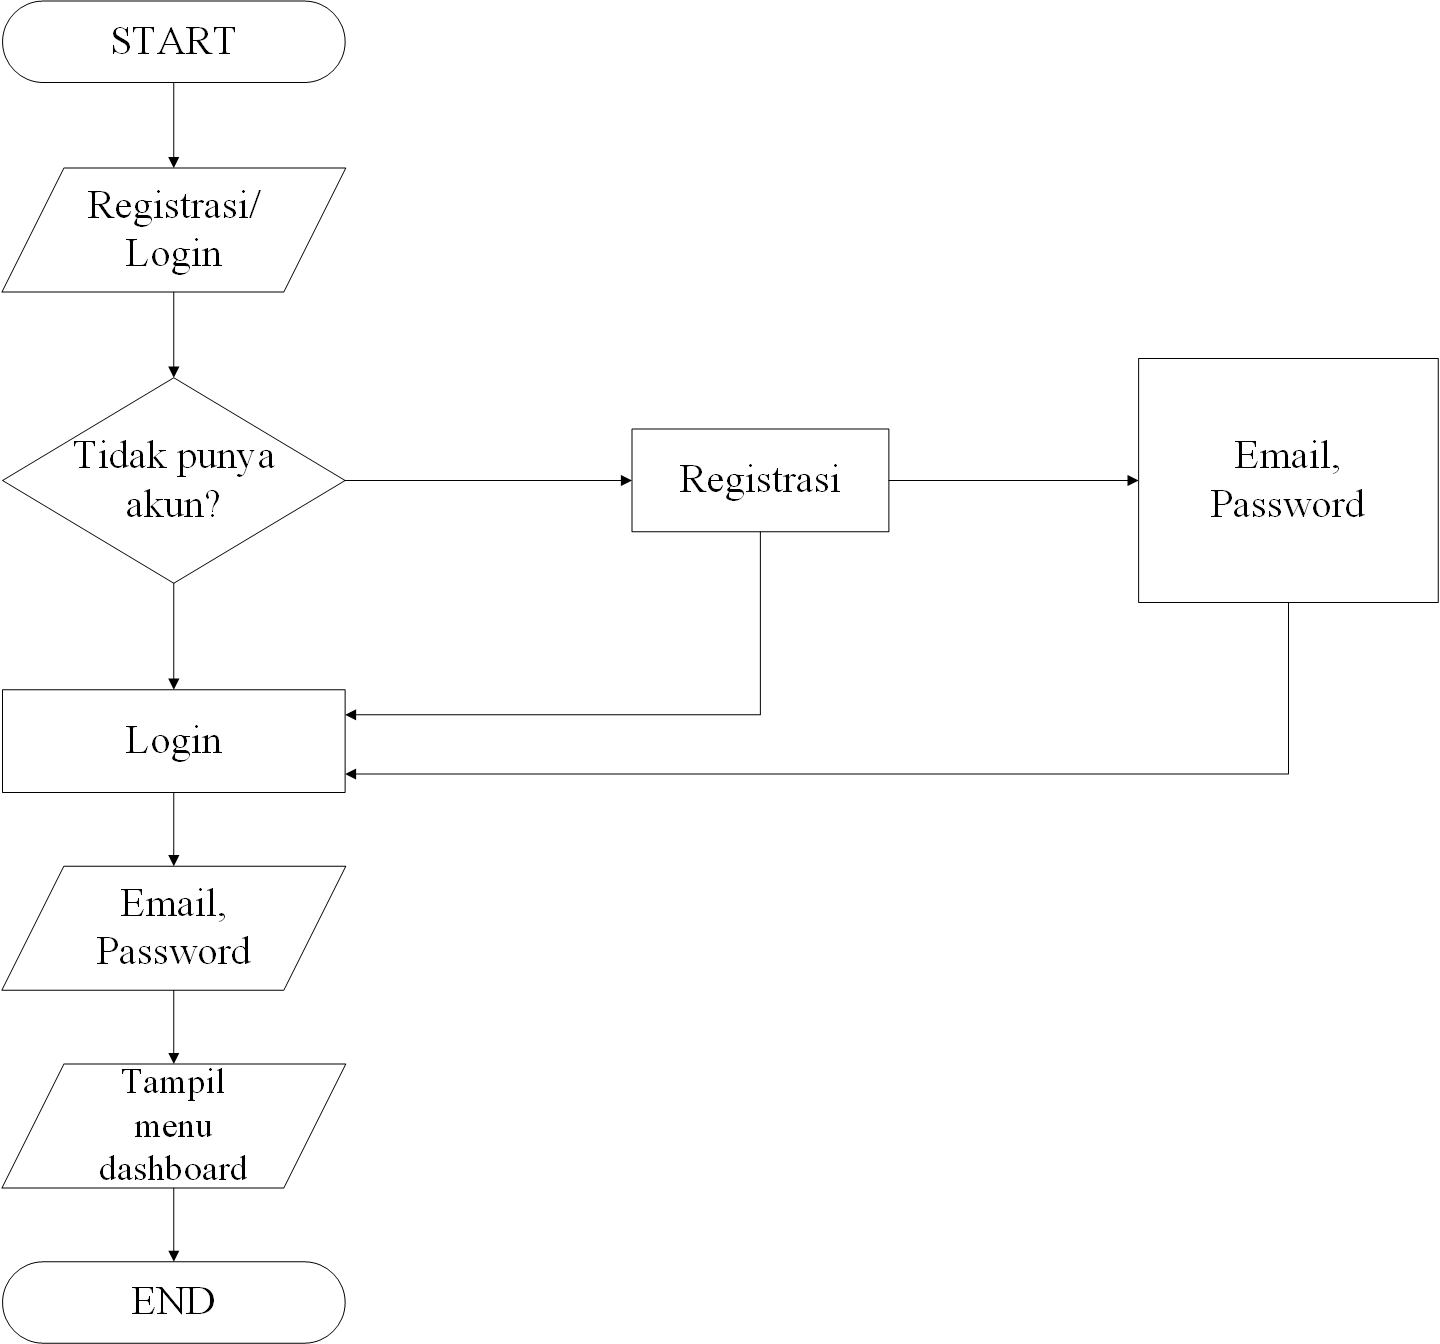 START
Registrasi/
Login
Tidak punya
akun?
Registrasi
Email,
Password
Login
Email,
Password
Tampil
menu
dashboard
END